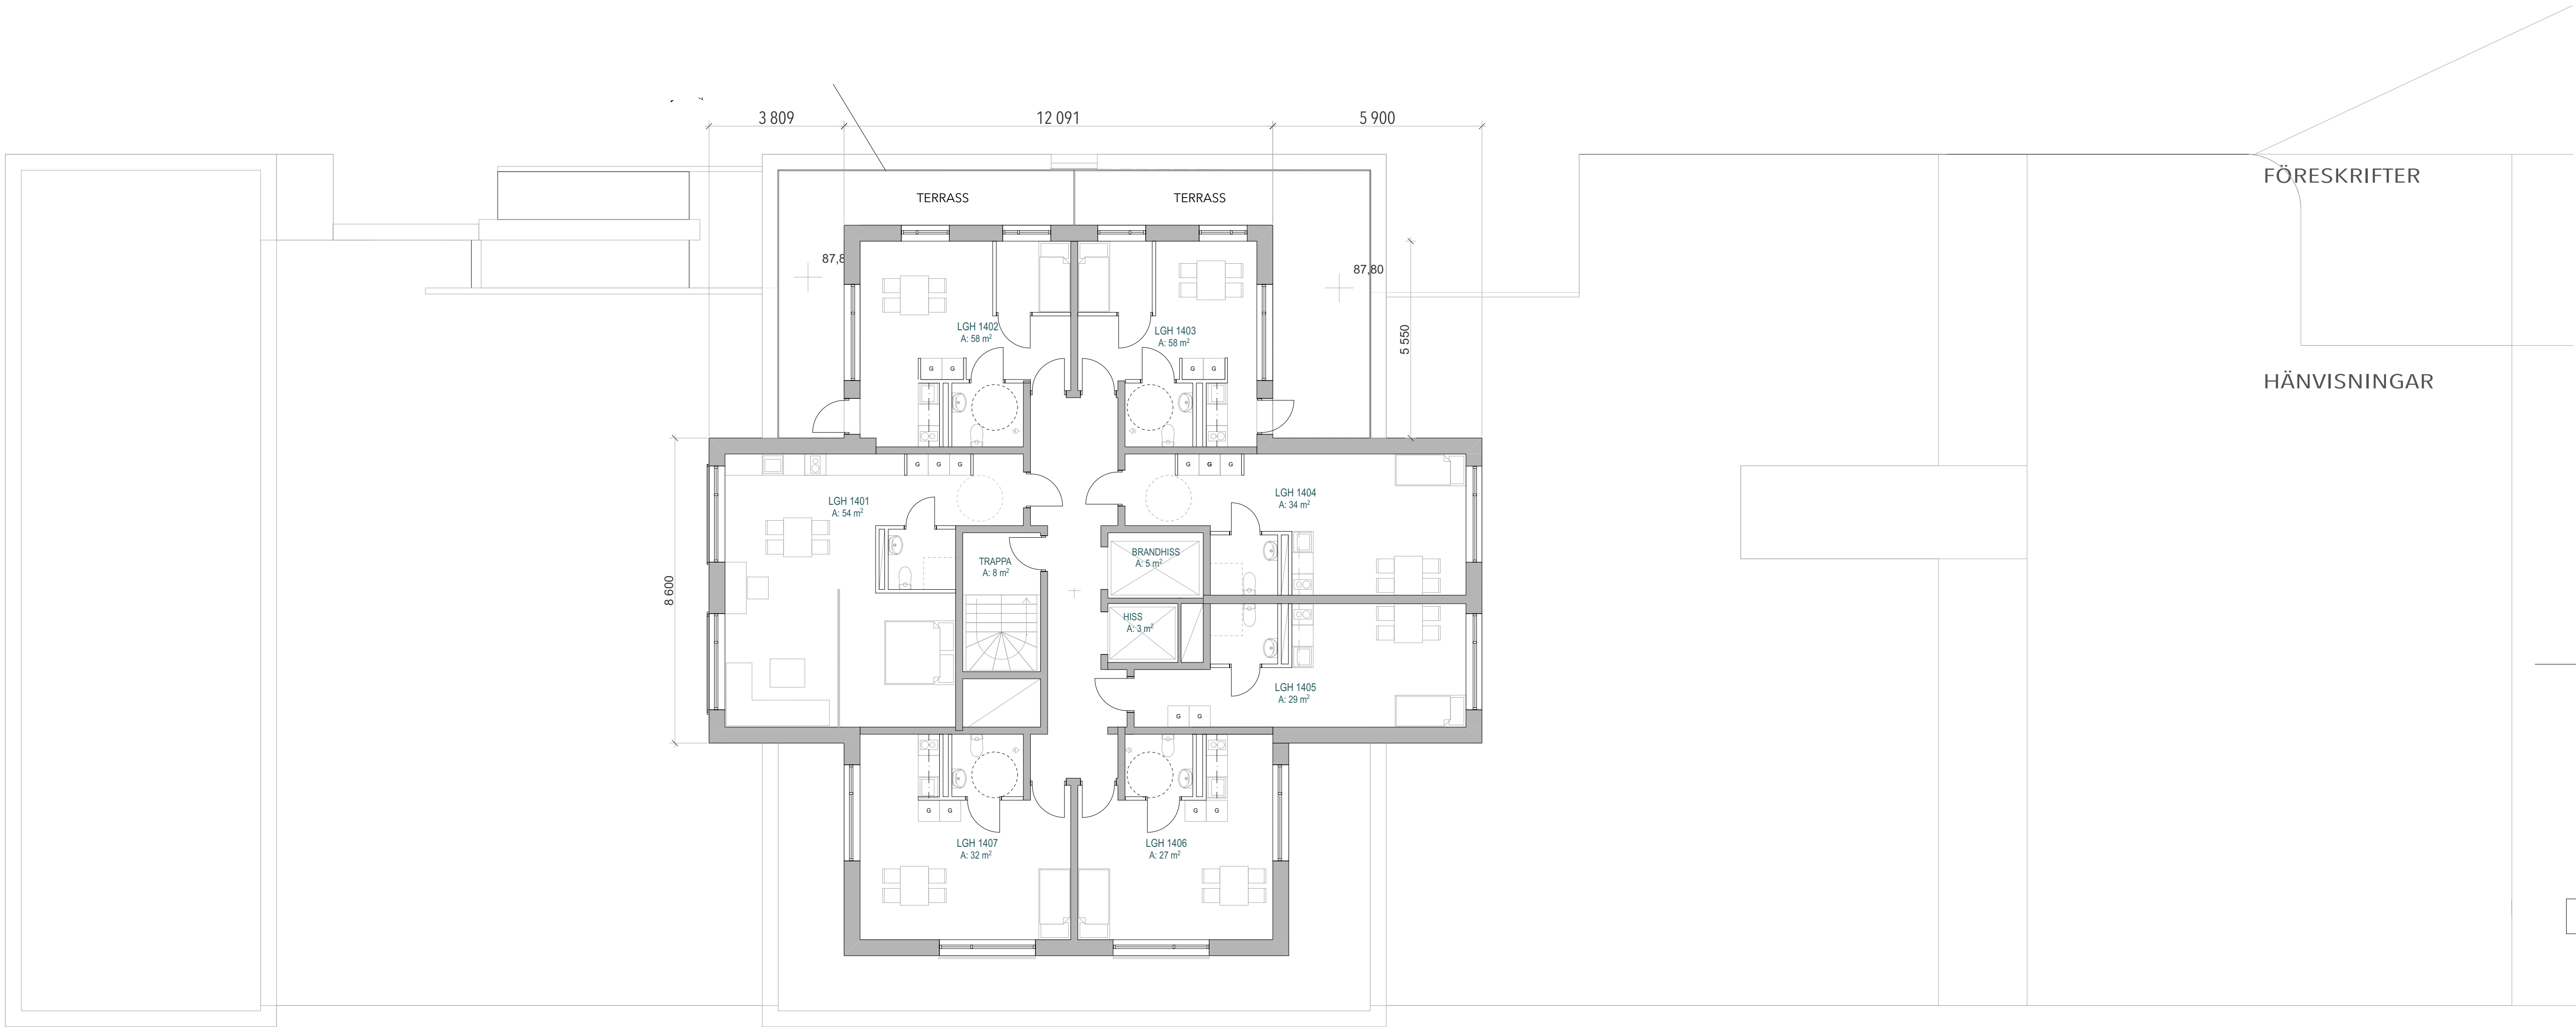 3 809
12 091
5 900
TERRASS
TERRASS
FÖRESKRIFTER
87,8
87,80
5 550
HÄNVISNINGAR
LGH 1402
A: 58 m²
LGH 1403
A: 58 m²
G G
G G
G G G
G G G
LGH 1401
A: 54 m²
LGH 1404
A: 34 m²
TRAPPA
A: 8 m²
BRANDHISS
A: 5 m²
8 600
HISS
A: 3 m²
LGH 1405
A: 29 m²
G G
G G
G G
LGH 1407
A: 32 m²
LGH 1406
A: 27 m²